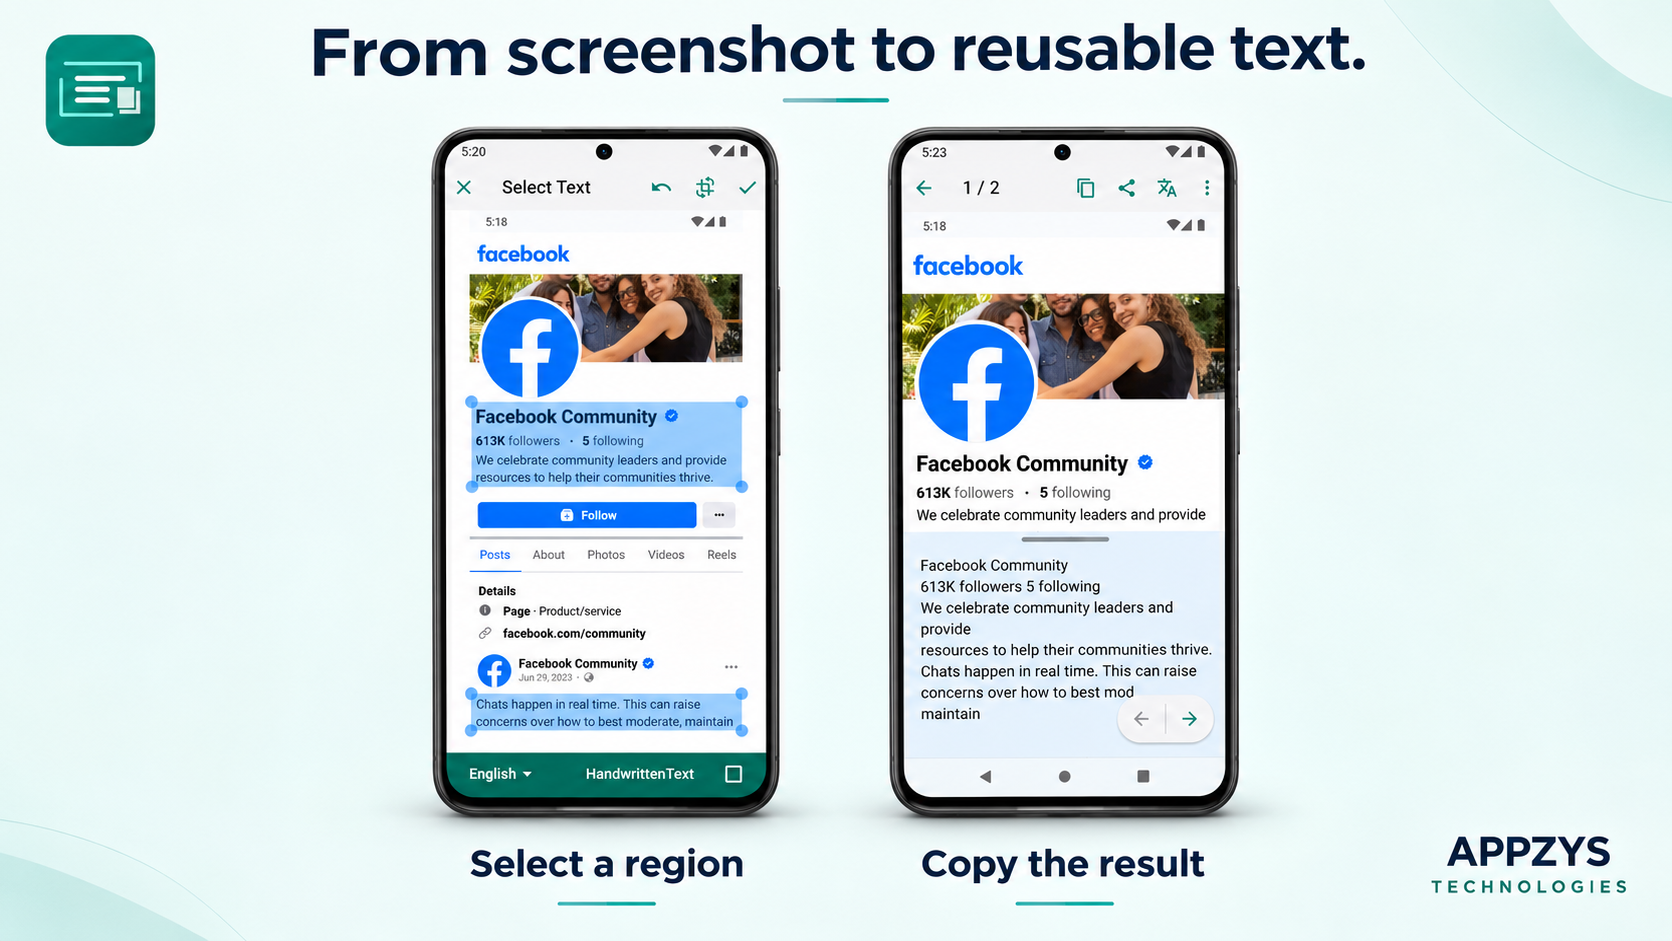 From screenshot to reusable text.
5:20
Select Text
5:18
facebook
Facebook Community
613K followers · 5 following
We celebrate community leaders and provide
resources to help their communities thrive.
Follow
Posts About Photos Videos Reels
Details
Page · Product/service
facebook.com/community
Facebook Community
Jun 29, 2023 ·
Chats happen in real time. This can raise
concerns over how to best moderate, maintain
English HandwrittenText
Select a region
5:23
1 / 2
5:18
facebook
Facebook Community
613K followers · 5 following
We celebrate community leaders and provide
Facebook Community
613K followers 5 following
We celebrate community leaders and
provide
resources to help their communities thrive.
Chats happen in real time. This can raise
concerns over how to best mod
maintain
Copy the result
APPZYS
TECHNOLOGIES